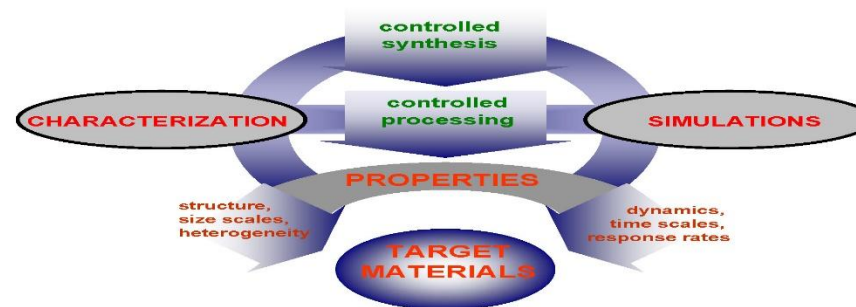 controlled
synthesis
CHARACTERIZATION
controlled
processing
SIMULATIONS
PROPERTIES
structure,
size scales,
heterogeneity
dynamics,
time scales,
response rates
TARGET
MATERIALS